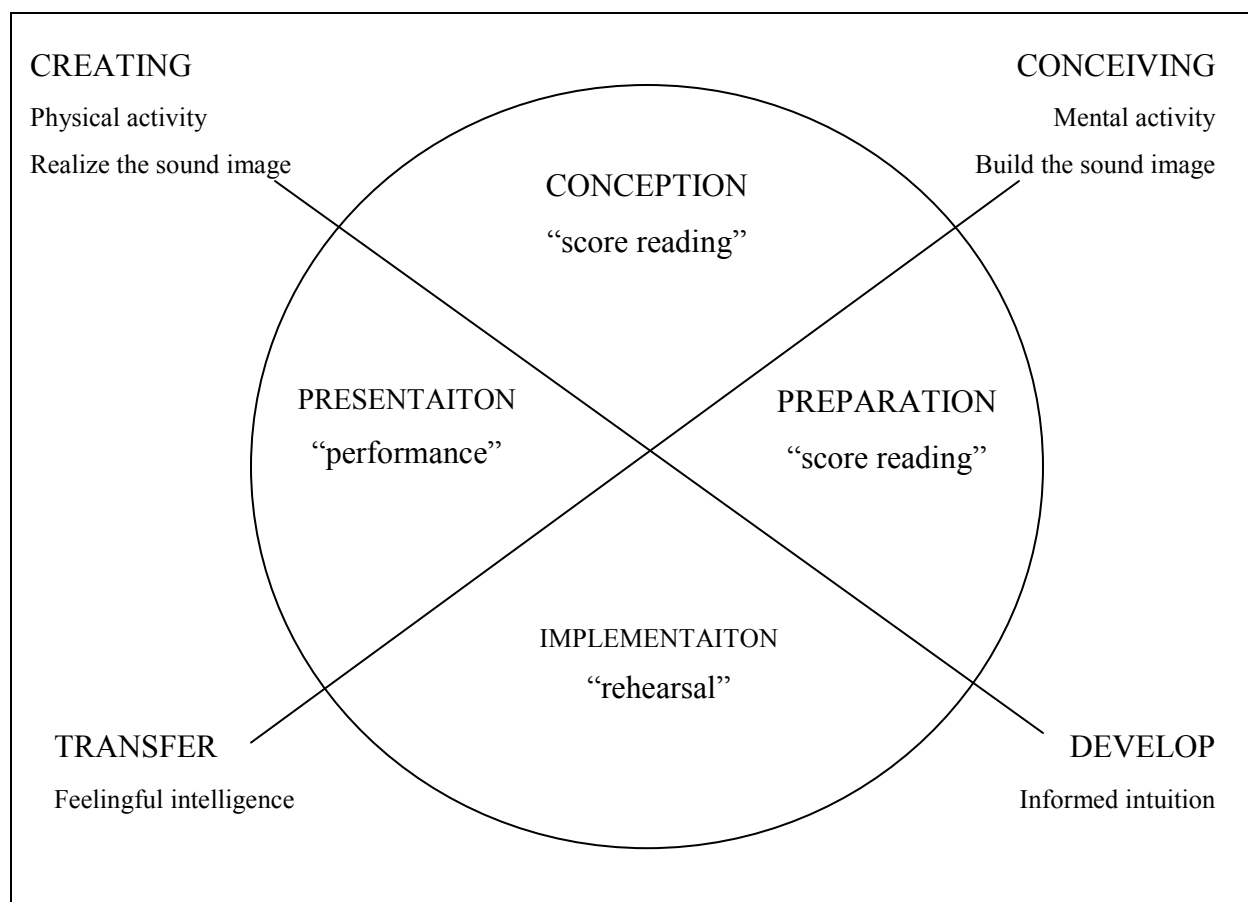 CREATING
Physical activity
Realize the sound image
CONCEIVING
Mental activity
Build the sound image
CONCEPTION
“score reading”
PRESENTAITON
“performance”
PREPARATION
“score reading”
IMPLEMENTAITON
“rehearsal”
TRANSFER
Feelingful intelligence
DEVELOP
Informed intuition